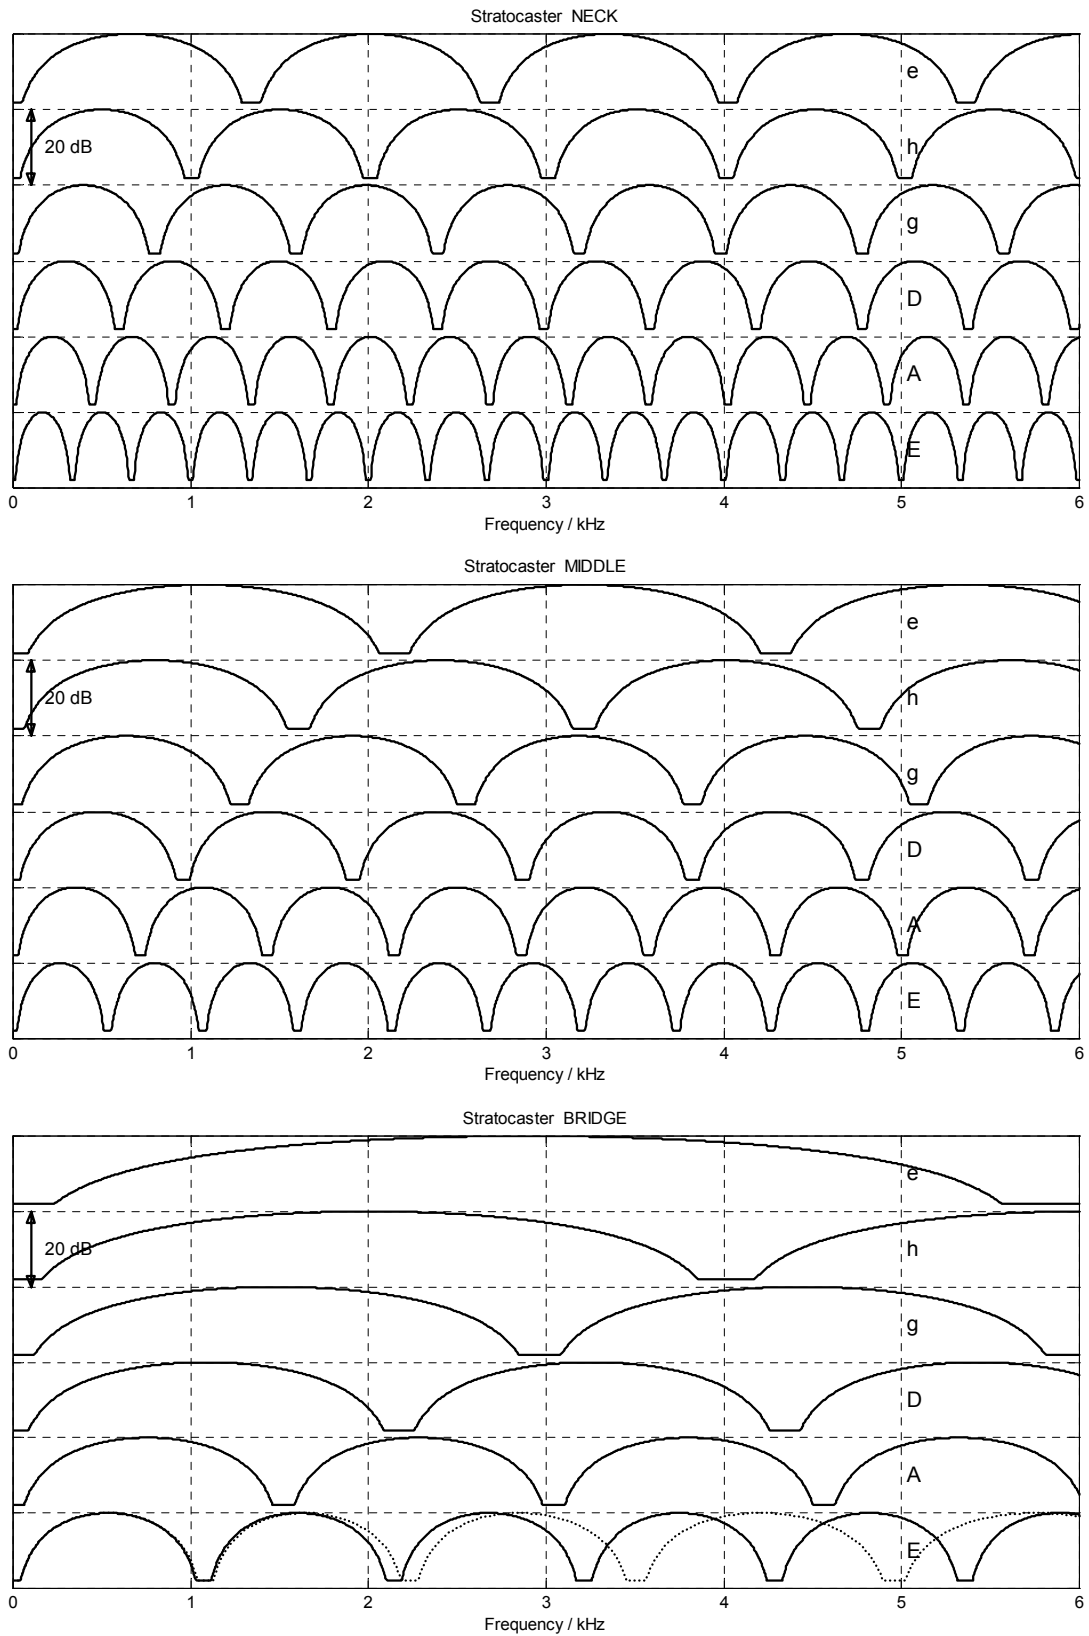 Stratocaster NECK
e
20 dB
h
g
D
A
E
0 1 2 3 4 5 6
Frequency / kHz
Stratocaster MIDDLE
e
20 dB
h
g
D
A
E
0 1 2 3 4 5 6
Frequency / kHz
Stratocaster BRIDGE
e
20 dB
h
g
D
A
E
0 1 2 3 4 5 6
Frequency / kHz